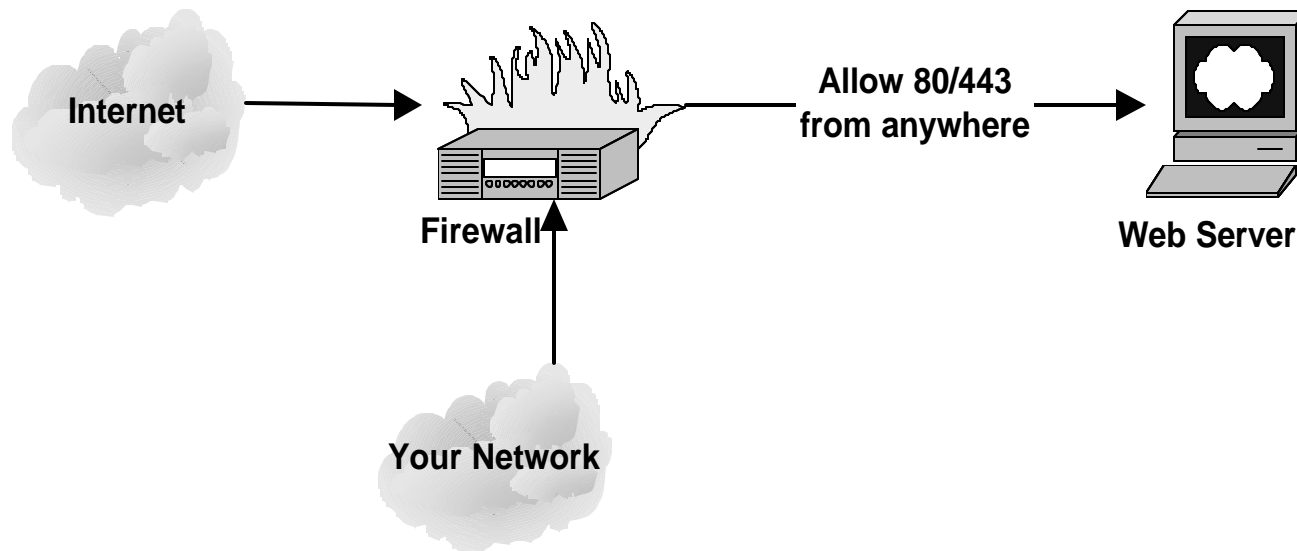 Internet
Allow 80/443
from anywhere
Firewall
Web Server
Your Network